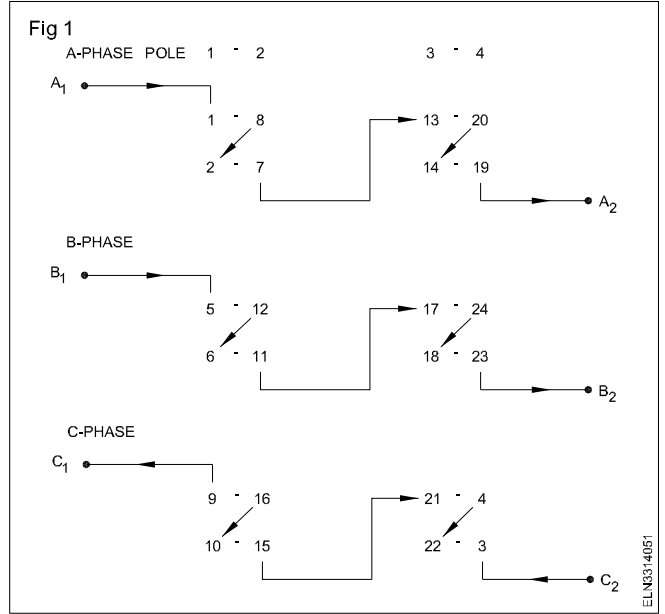 Fig 1
A-PHASE POLE 1 - 2 3 - 4
A1
1 - 8 13 - 20
2 - 7 14 - 19
A2
B-PHASE
B1
5 - 12 17 - 24
6 - 11 18 - 23
B2
C-PHASE
C1
9 - 16 21 - 4
10 - 15 22 - 3
C2
ELN3314051